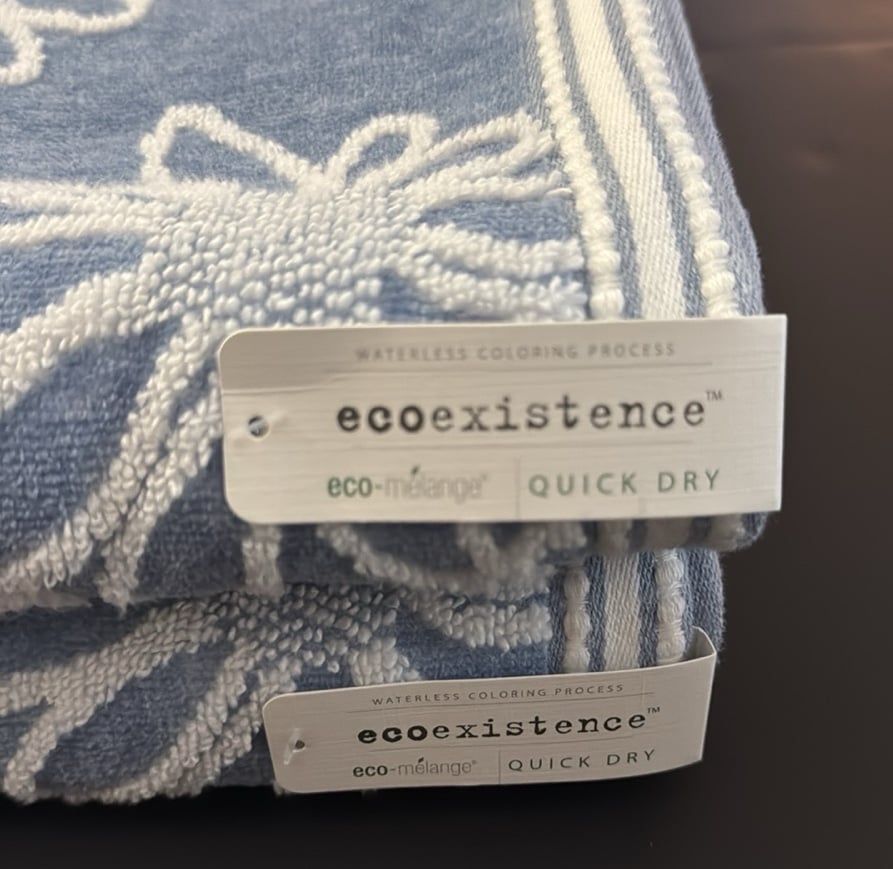 WATERLESS COLORING PROCESS
ecoexistence™
eco-mélange® QUICK DRY
WATERLESS COLORING PROCESS
ecoexistence™
eco-mélange® QUICK DRY